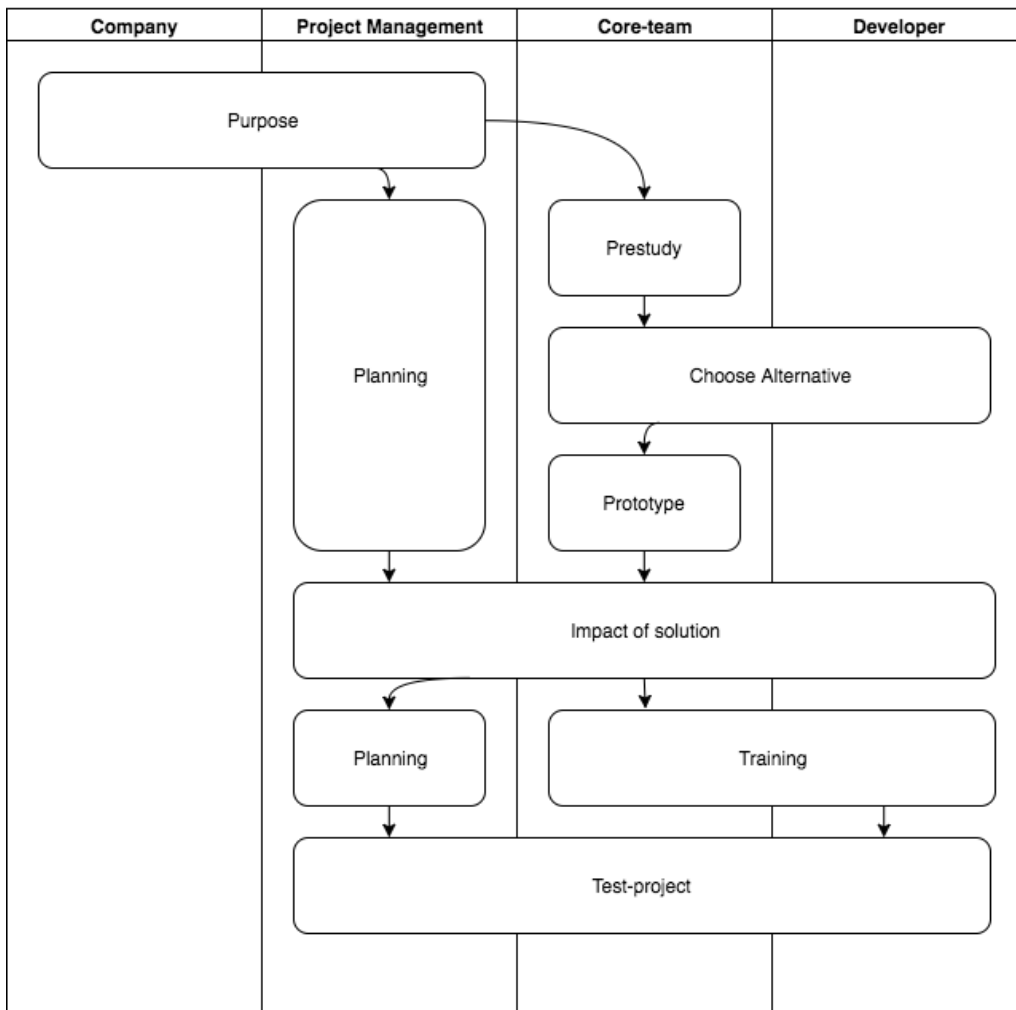 Company
Project Management
Core-team
Developer
Purpose
Prestudy
Planning
Choose Alternative
Prototype
Impact of solution
Planning
Training
Test-project